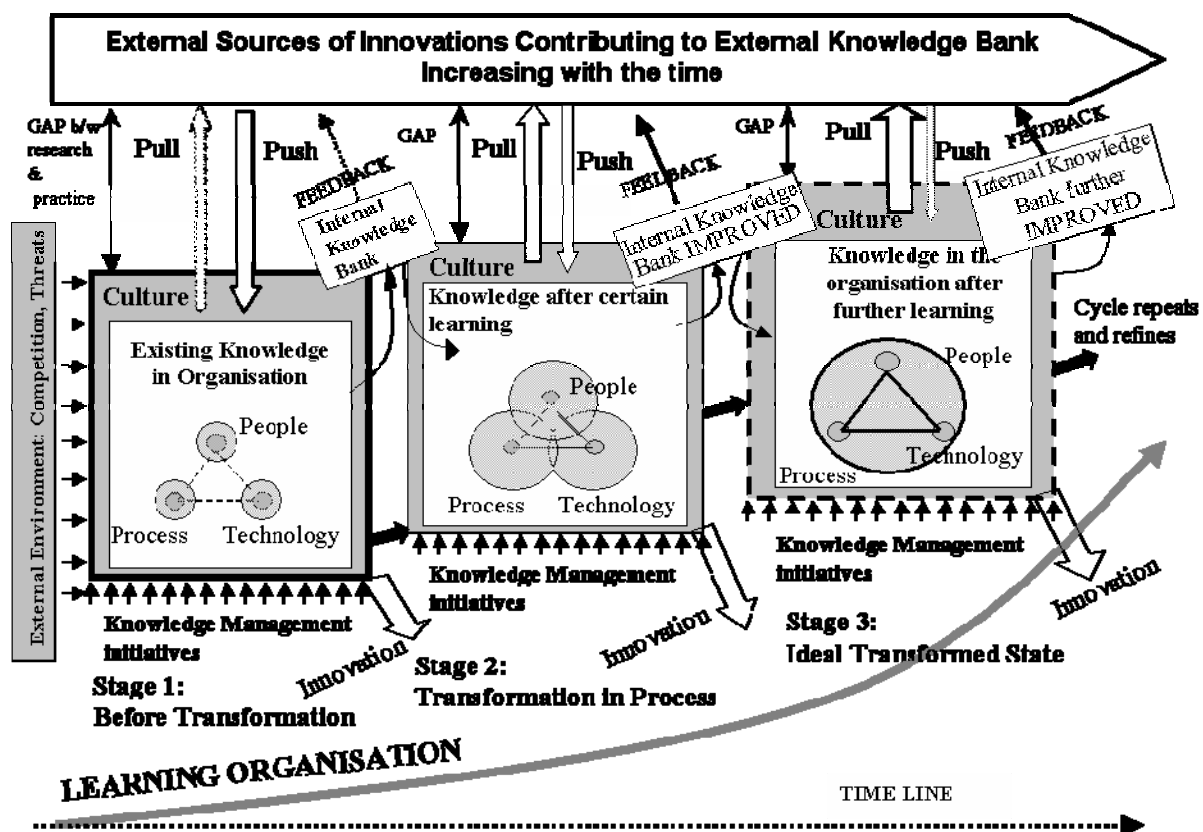 External Sources of Innovations Contributing to External Knowledge Bank
Increasing with the time
GAP b/w
research
&
practice
Pull
Push
FEEDBACK
Internal
Knowledge
Bank
GAP
Pull
Push
FEEDBACK
Internal Knowledge
Bank IMPROVED
GAP
Pull
Push
FEEDBACK
Internal Knowledge
Bank further
IMPROVED
External Environment: Competition, Threats
Culture
Existing Knowledge
in Organisation
People
Process
Technology
Knowledge Management
initiatives
Innovation
Stage 1:
Before Transformation
Culture
Knowledge after certain
learning
People
Process
Technology
Knowledge Management
initiatives
Innovation
Stage 2:
Transformation in Process
Culture
Knowledge in the
organisation after
further learning
People
Technology
Process
Knowledge Management
initiatives
Innovation
Stage 3:
Ideal Transformed State
Cycle repeats
and refines
LEARNING ORGANISATION
TIME LINE